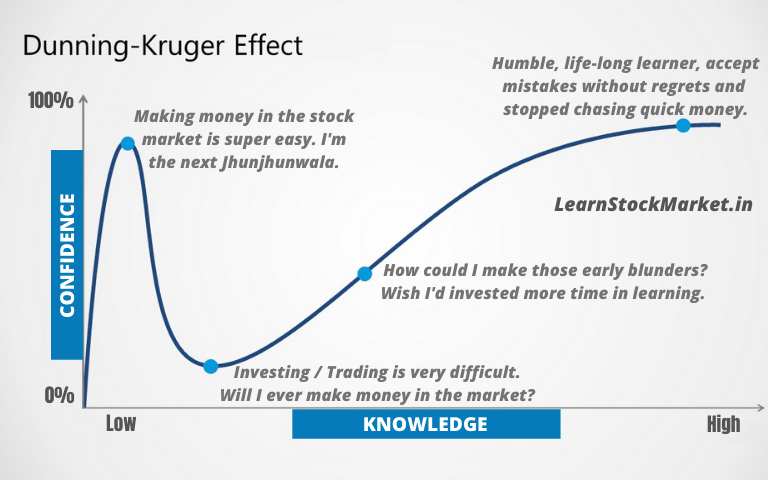 Dunning-Kruger Effect
Humble, life-long learner, accept
mistakes without regrets and
stopped chasing quick money.
100%
Making money in the stock
market is super easy. I'm
the next Jhunjhunwala.
LearnStockMarket.in
CONFIDENCE
How could I make those early blunders?
Wish I'd invested more time in learning.
Investing / Trading is very difficult.
Will I ever make money in the market?
0%
Low
KNOWLEDGE
High